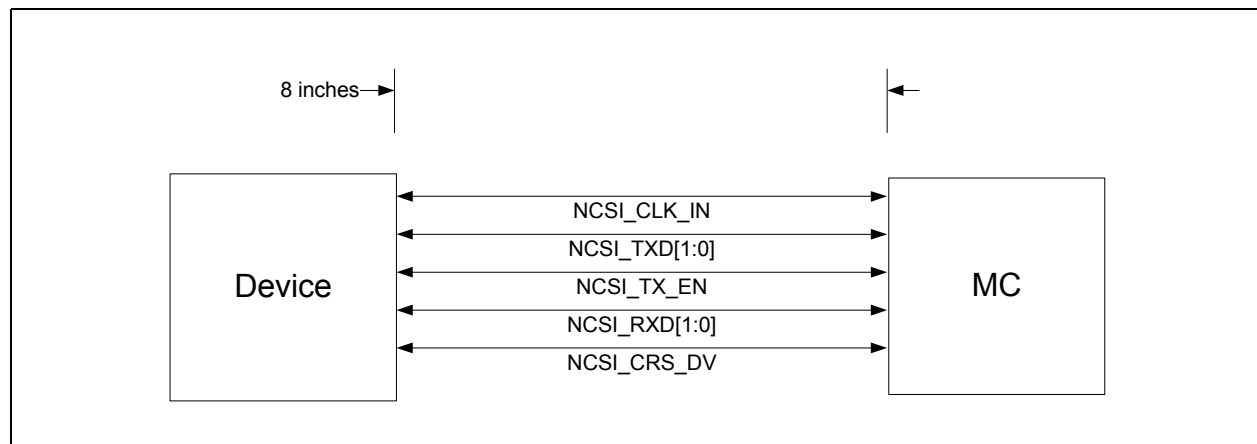 8 inches
NCSI_CLK_IN
NCSI_TXD[1:0]
Device
NCSI_TX_EN
MC
NCSI_RXD[1:0]
NCSI_CRS_DV